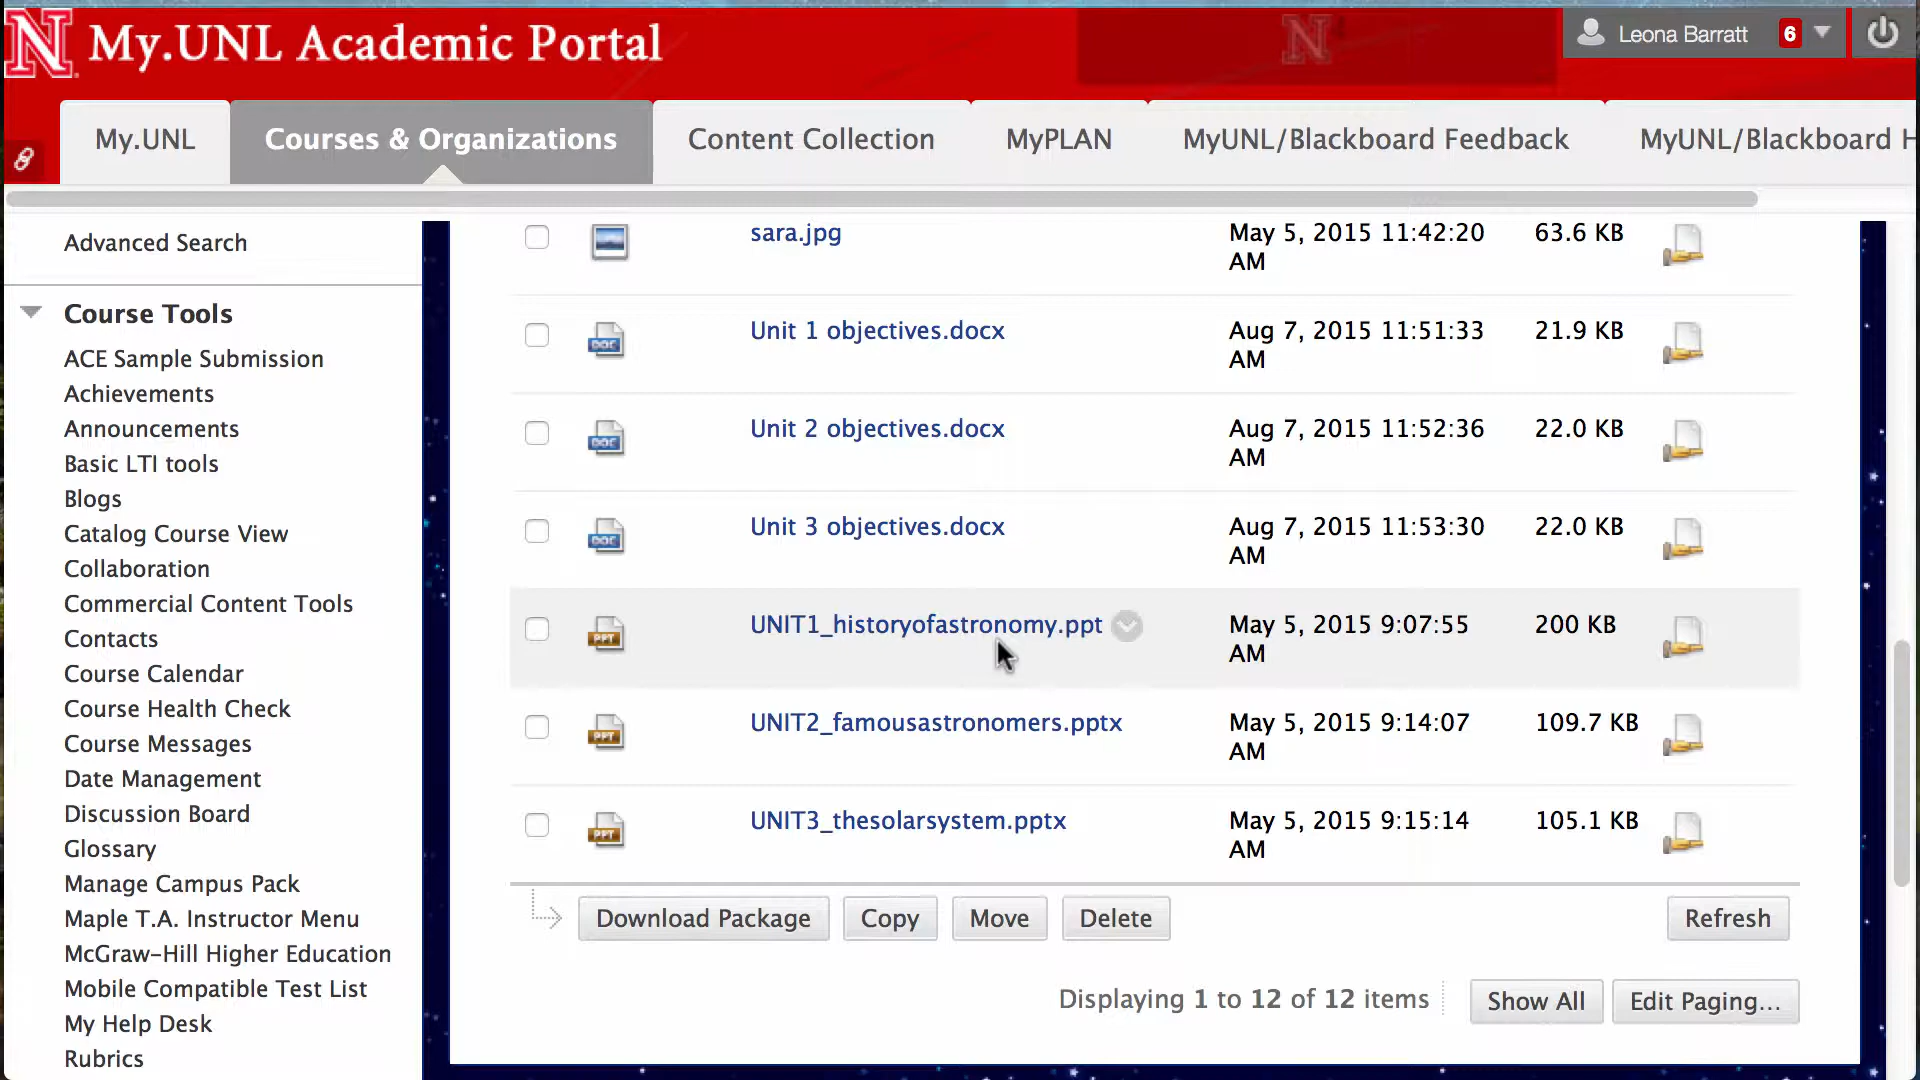 N My.UNL Academic Portal
N
Leona Barratt 6
My.UNL
Courses & Organizations
Content Collection
MyPLAN
MyUNL/Blackboard Feedback
MyUNL/Blackboard H
Advanced Search
Course Tools
ACE Sample Submission
Achievements
Announcements
Basic LTI tools
Blogs
Catalog Course View
Collaboration
Commercial Content Tools
Contacts
Course Calendar
Course Health Check
Course Messages
Date Management
Discussion Board
Glossary
Manage Campus Pack
Maple T.A. Instructor Menu
McGraw-Hill Higher Education
Mobile Compatible Test List
My Help Desk
Rubrics
sara.jpg May 5, 2015 11:42:20 63.6 KB
AM
DOC Unit 1 objectives.docx Aug 7, 2015 11:51:33 21.9 KB
AM
DOC Unit 2 objectives.docx Aug 7, 2015 11:52:36 22.0 KB
AM
DOC Unit 3 objectives.docx Aug 7, 2015 11:53:30 22.0 KB
AM
PPT UNIT1_historyofastronomy.ppt May 5, 2015 9:07:55 200 KB
AM
PPT UNIT2_famousastronomers.pptx May 5, 2015 9:14:07 109.7 KB
AM
PPT UNIT3_thesolarsystem.pptx May 5, 2015 9:15:14 105.1 KB
AM
Download Package Copy Move Delete Refresh
Displaying 1 to 12 of 12 items Show All Edit Paging...